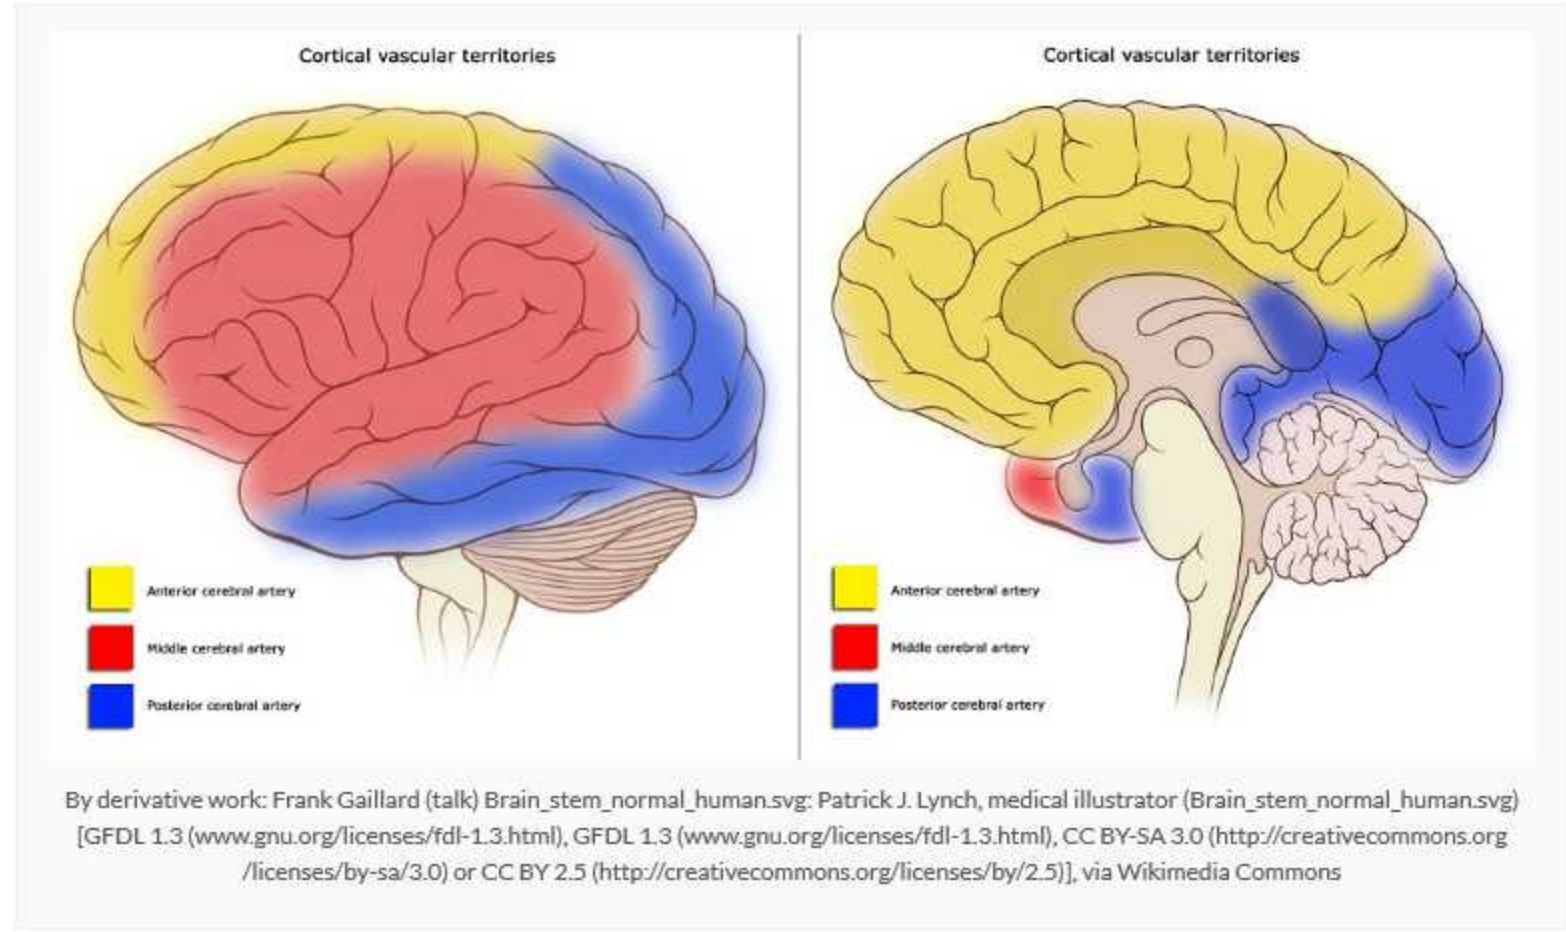 Cortical vascular territories
Anterior cerebral artery
Middle cerebral artery
Posterior cerebral artery
Cortical vascular territories
Anterior cerebral artery
Middle cerebral artery
Posterior cerebral artery
By derivative work: Frank Gaillard (talk) Brain_stem_normal_human.svg: Patrick J. Lynch, medical illustrator (Brain_stem_normal_human.svg)
[GFDL 1.3 (www.gnu.org/licenses/fdl-1.3.html), GFDL 1.3 (www.gnu.org/licenses/fdl-1.3.html), CC BY-SA 3.0 (http://creativecommons.org
/licenses/by-sa/3.0) or CC BY 2.5 (http://creativecommons.org/licenses/by/2.5)], via Wikimedia Commons